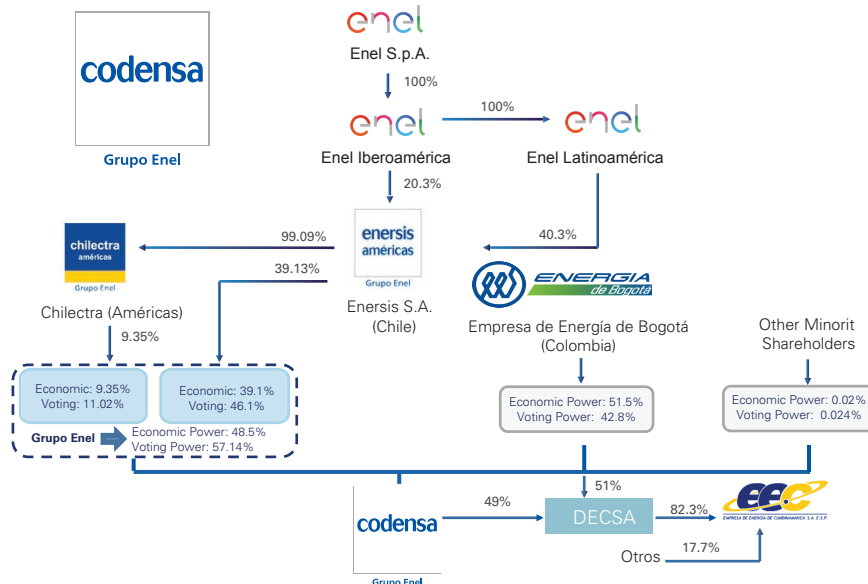 enel
Enel S.p.A.
codensa
Grupo Enel
100%
enel
Enel Iberoamérica
100%
enel
Enel Latinoamérica
20.3%
chilectra
américas
Grupo Enel
Chilectra (Américas)
99.09%
39.13%
enersis
américas
Grupo Enel
Enersis S.A.
(Chile)
40.3%
ENERGIA
de Bogotá
Empresa de Energía de Bogotá
(Colombia)
Other Minorit
Shareholders
9.35%
Economic: 9.35%
Voting: 11.02%
Economic: 39.1%
Voting: 46.1%
Grupo Enel
Economic Power: 48.5%
Voting Power: 57.14%
Economic Power: 51.5%
Voting Power: 42.8%
Economic Power: 0.02%
Voting Power: 0.024%
codensa
Grupo Enel
49%
51%
DECSA
82.3%
eec
EMPRESA DE ENERGIA DE CUNDINAMARCA S.A. E.S.P.
Otros
17.7%